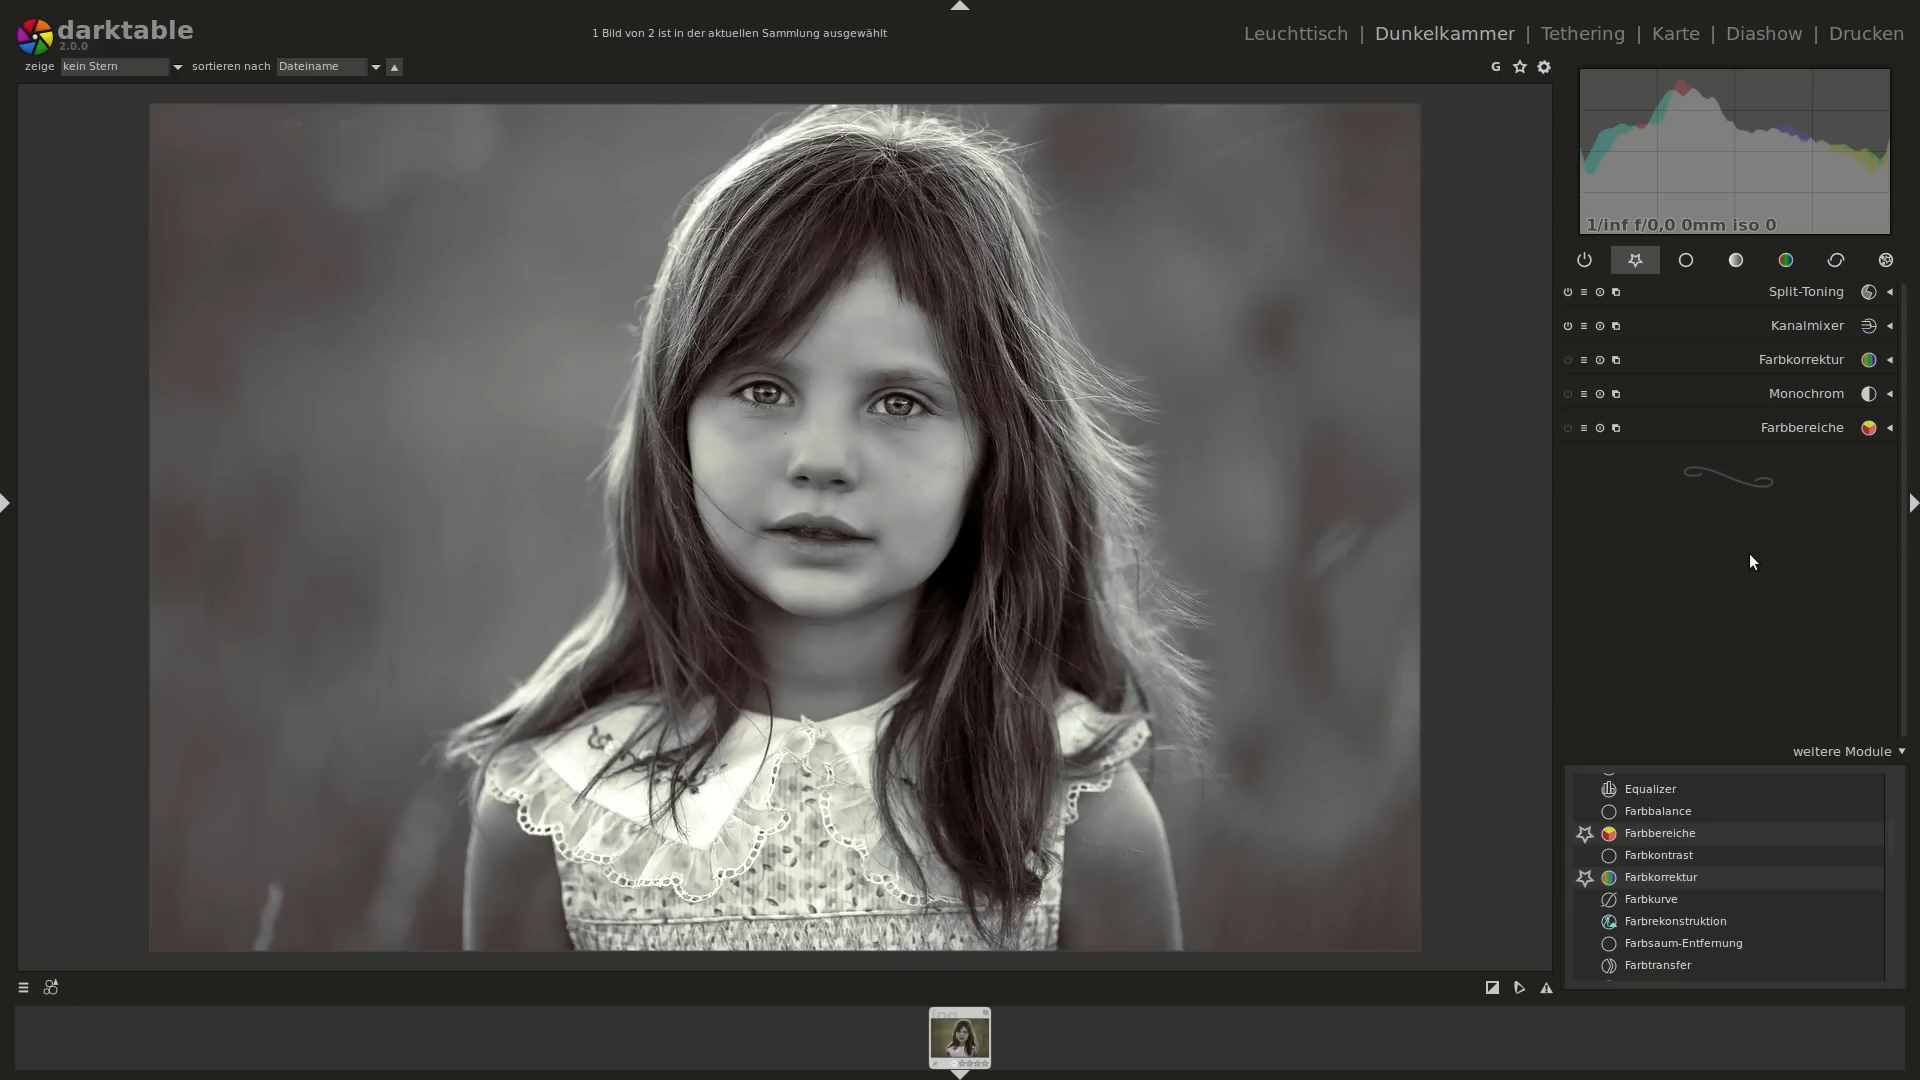 darktable
2.0.0
1 Bild von 2 ist in der aktuellen Sammlung ausgewählt
Leuchttisch | Dunkelkammer | Tethering | Karte | Diashow | Drucken
zeige kein Stern sortieren nach Dateiname
G
1/inf f/0,0 0mm iso 0
Split-Toning
Kanalmixer
Farbkorrektur
Monochrom
Farbbereiche
weitere Module
Equalizer
Farbbalance
Farbbereiche
Farbkontrast
Farbkorrektur
Farbkurve
Farbrekonstruktion
Farbsaum-Entfernung
Farbtransfer